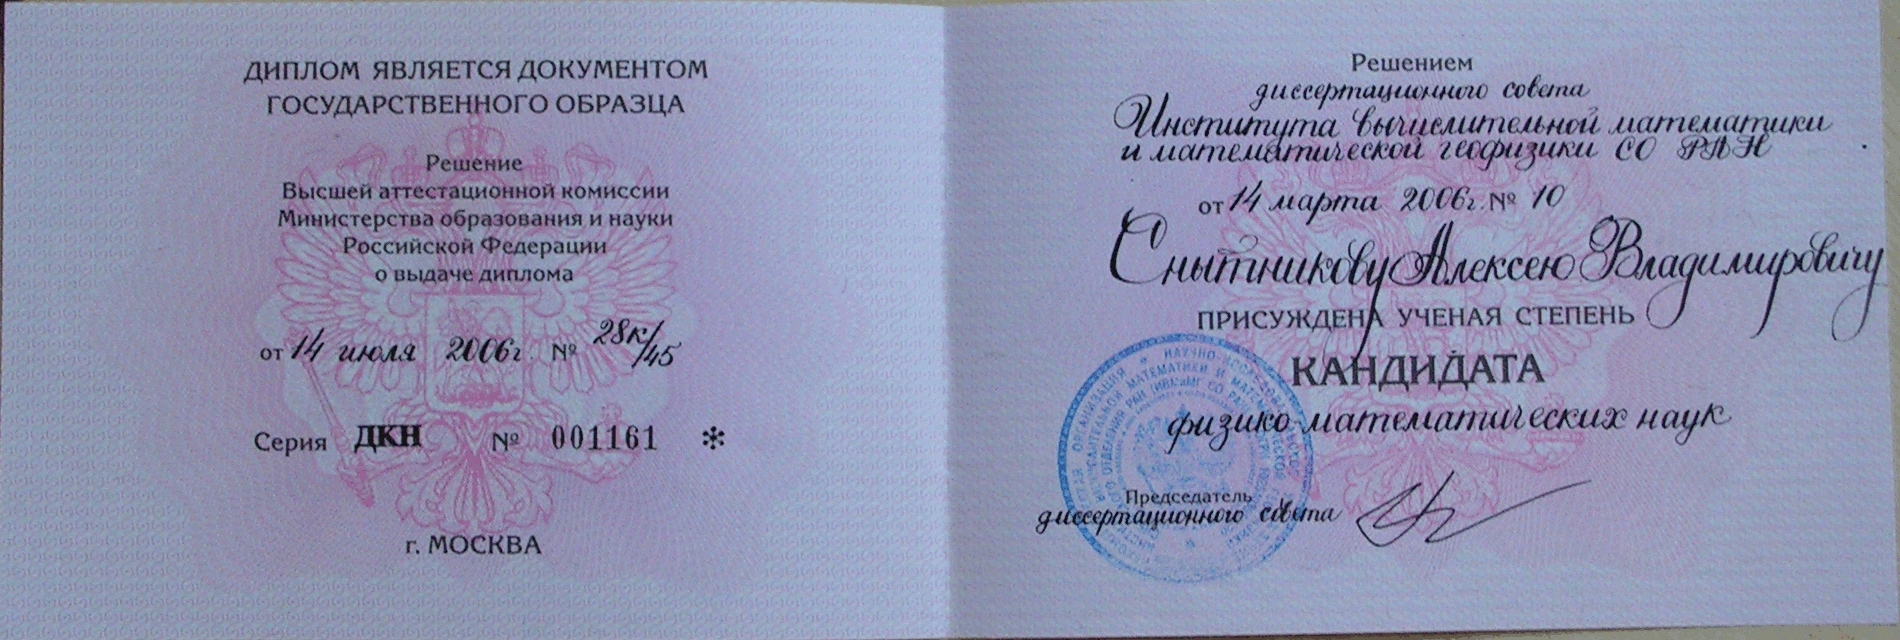 ДИПЛОМ ЯВЛЯЕТСЯ ДОКУМЕНТОМ
ГОСУДАРСТВЕННОГО ОБРАЗЦА
Решение
Высшей аттестационной комиссии
Министерства образования и науки
Российской Федерации
о выдаче диплома
от 14 июля 2006г. № 28к/45
Серия ДКН № 001161 *
г. МОСКВА
Решением
диссертационного совета
Института вычислительной математики
и математической геофизики СО РАН
от 14 марта 2006г. № 10
Снытникову Алексею Владимировичу
ПРИСУЖДЕНА УЧЕНАЯ СТЕПЕНЬ
КАНДИДАТА
физико-математических наук
Председатель
диссертационного совета